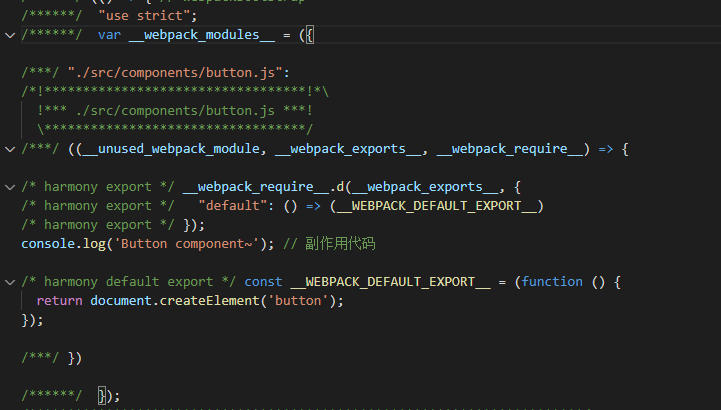 /******/  "use strict";
/******/  var __webpack_modules__ = ({
/***/ "./src/components/button.js":
/*!**********************************!*\
  !*** ./src/components/button.js ***!
  \**********************************/
/***/ ((__unused_webpack_module, __webpack_exports__, __webpack_require__) => {
/* harmony export */ __webpack_require__.d(__webpack_exports__, {
/* harmony export */   "default": () => (__WEBPACK_DEFAULT_EXPORT__)
/* harmony export */ });
console.log('Button component~'); // 副作用代码
/* harmony default export */ const __WEBPACK_DEFAULT_EXPORT__ = (function () {
  return document.createElement('button');
});
/***/ })
/******/  });